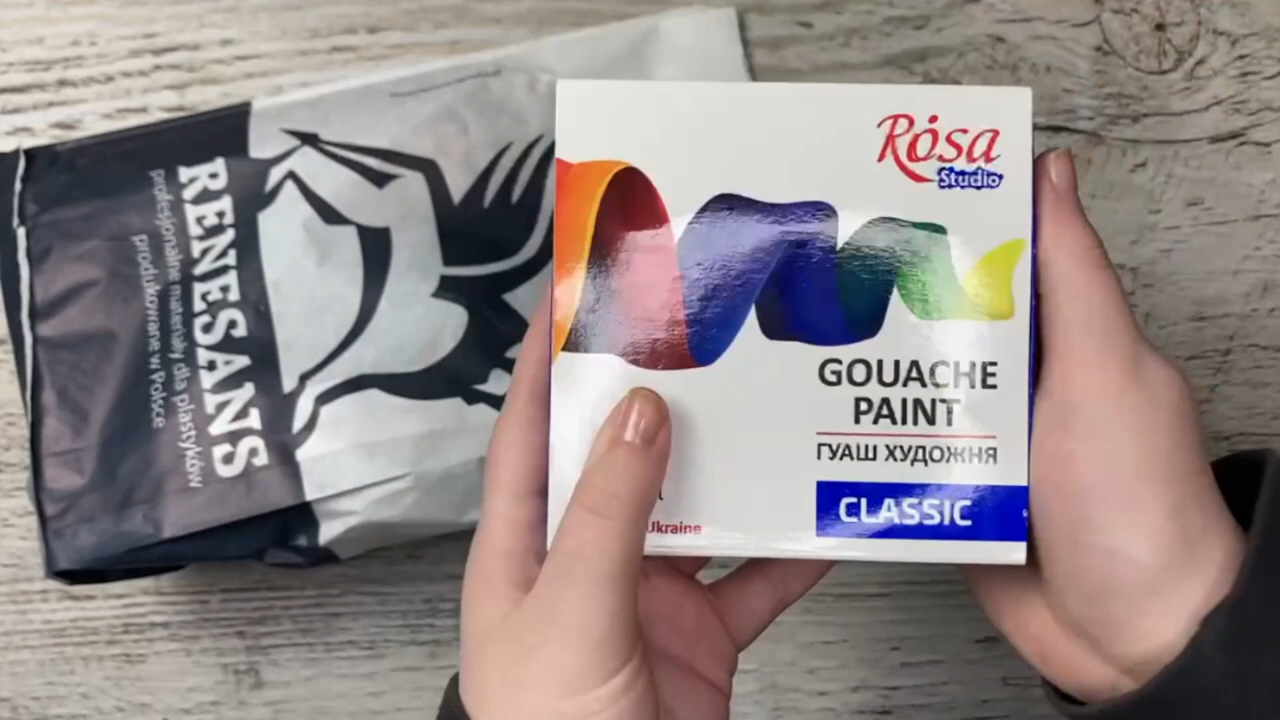 RENESANS
profesjonalne materiały dla plastyków
produkowane w Polsce
Rósa
Studio
GOUACHE
PAINT
ГУАШ ХУДОЖНЯ
CLASSIC
Ukraine